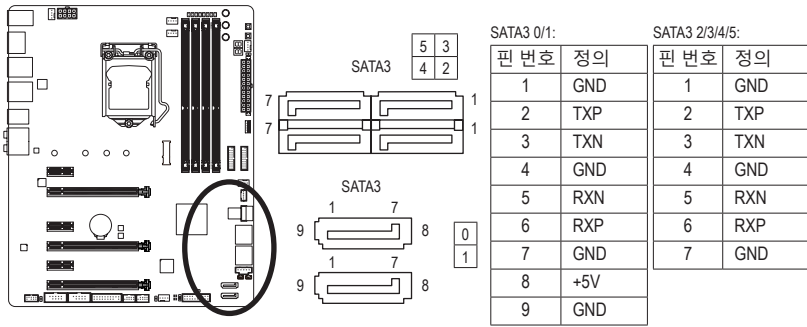 SATA3
5 3
4 2
7 1
7 1
SATA3
1 7
9 8
0
1
1 7
9 8
SATA3 0/1:
핀 번호 정의
1 GND
2 TXP
3 TXN
4 GND
5 RXN
6 RXP
7 GND
8 +5V
9 GND
SATA3 2/3/4/5:
핀 번호 정의
1 GND
2 TXP
3 TXN
4 GND
5 RXN
6 RXP
7 GND